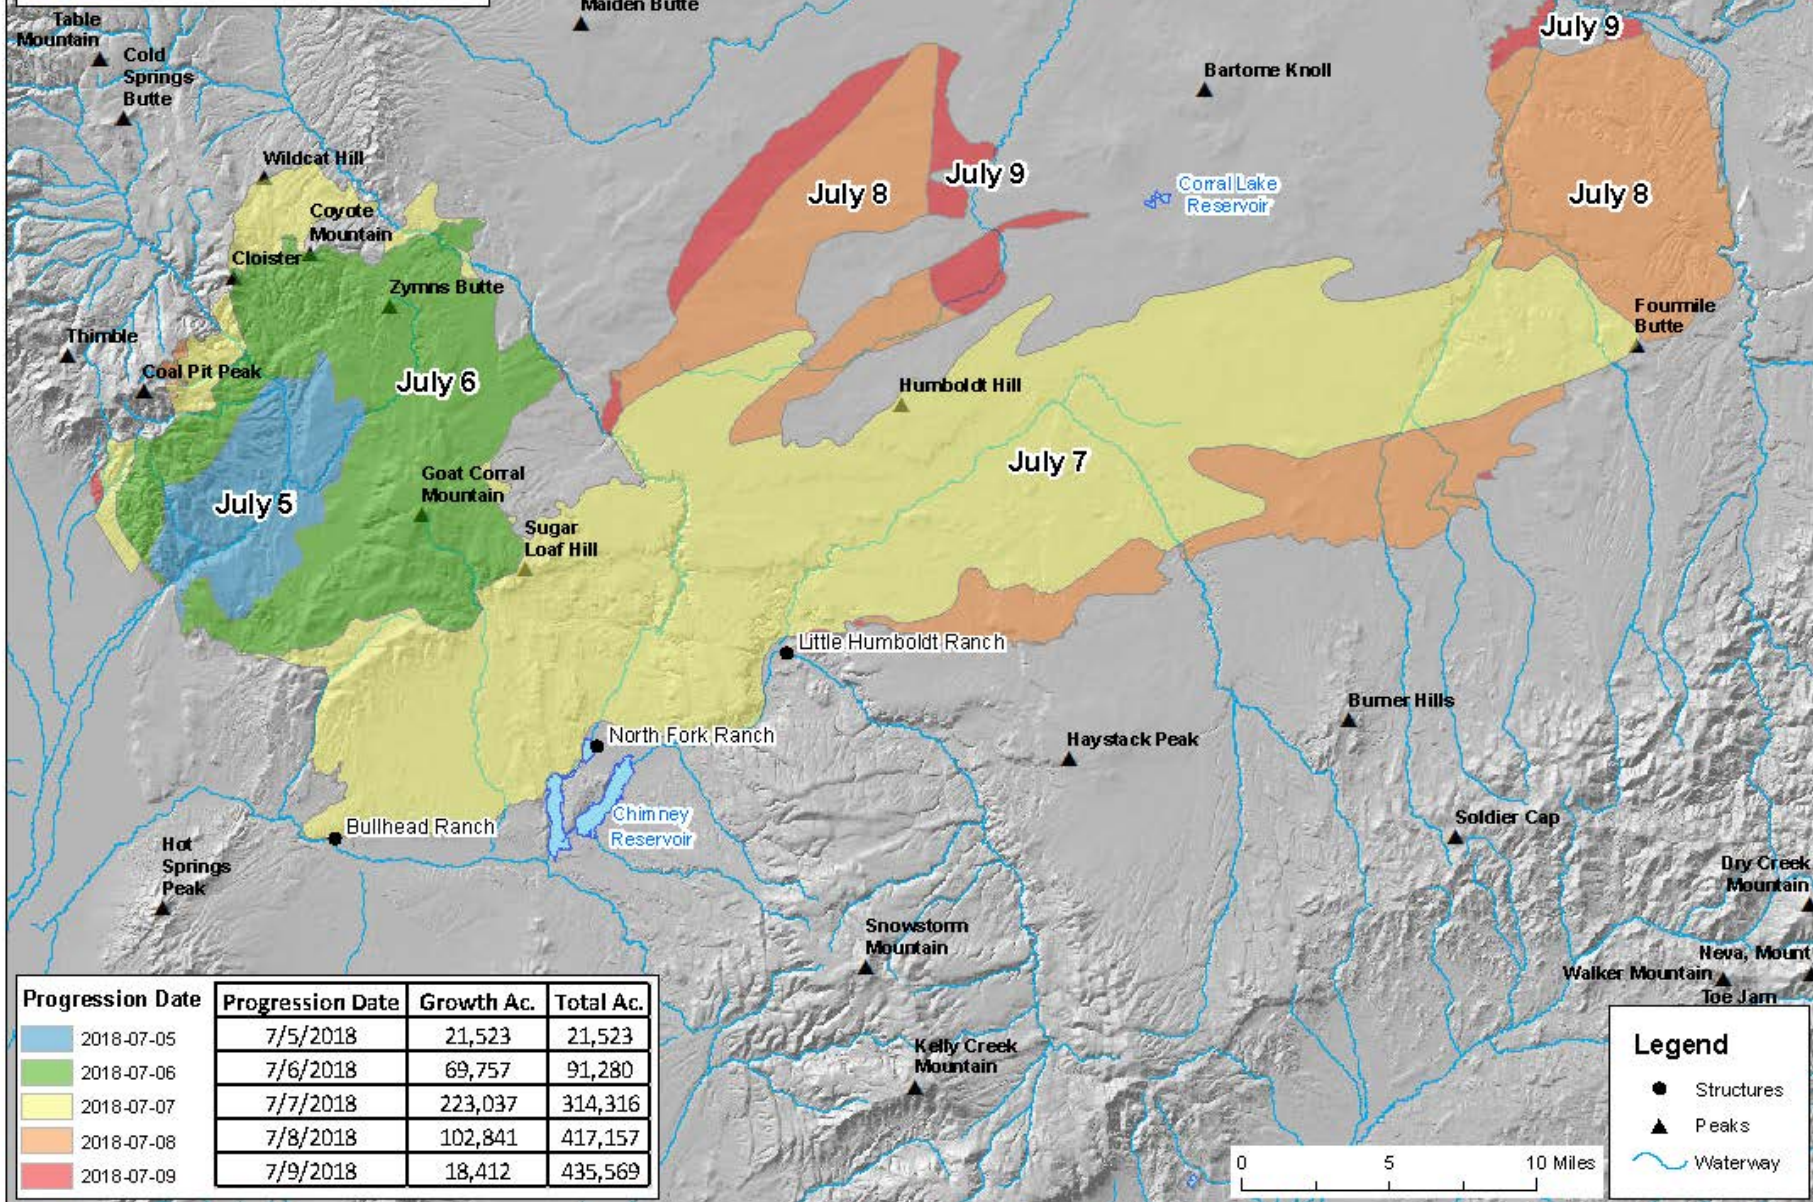 Maiden Butte
Table
Mountain
Cold
Springs
Butte
July 9
Bartome Knoll
Wildcat Hill
July 9
July 8
July 8
Corral Lake
Reservoir
Coyote
Mountain
Cloister
Zymns Butte
Fourmile
Butte
Thimble
Coal Pit Peak
July 6
Humboldt Hill
July 7
Goat Corral
Mountain
July 5
Sugar
Loaf Hill
Little Humboldt Ranch
Burner Hills
North Fork Ranch
Haystack Peak
Chimney
Reservoir
Bullhead Ranch
Soldier Cap
Hot
Springs
Peak
Dry Creek
Mountain
Snowstorm
Mountain
Neva, Mount
Walker Mountain
Toe Jam
Kelly Creek
Mountain
Progression Date
2018-07-05
2018-07-06
2018-07-07
2018-07-08
2018-07-09
Progression Date Growth Ac. Total Ac.
7/5/2018 21,523 21,523
7/6/2018 69,757 91,280
7/7/2018 223,037 314,316
7/8/2018 102,841 417,157
7/9/2018 18,412 435,569
0 5 10 Miles
Legend
Structures
Peaks
Waterway